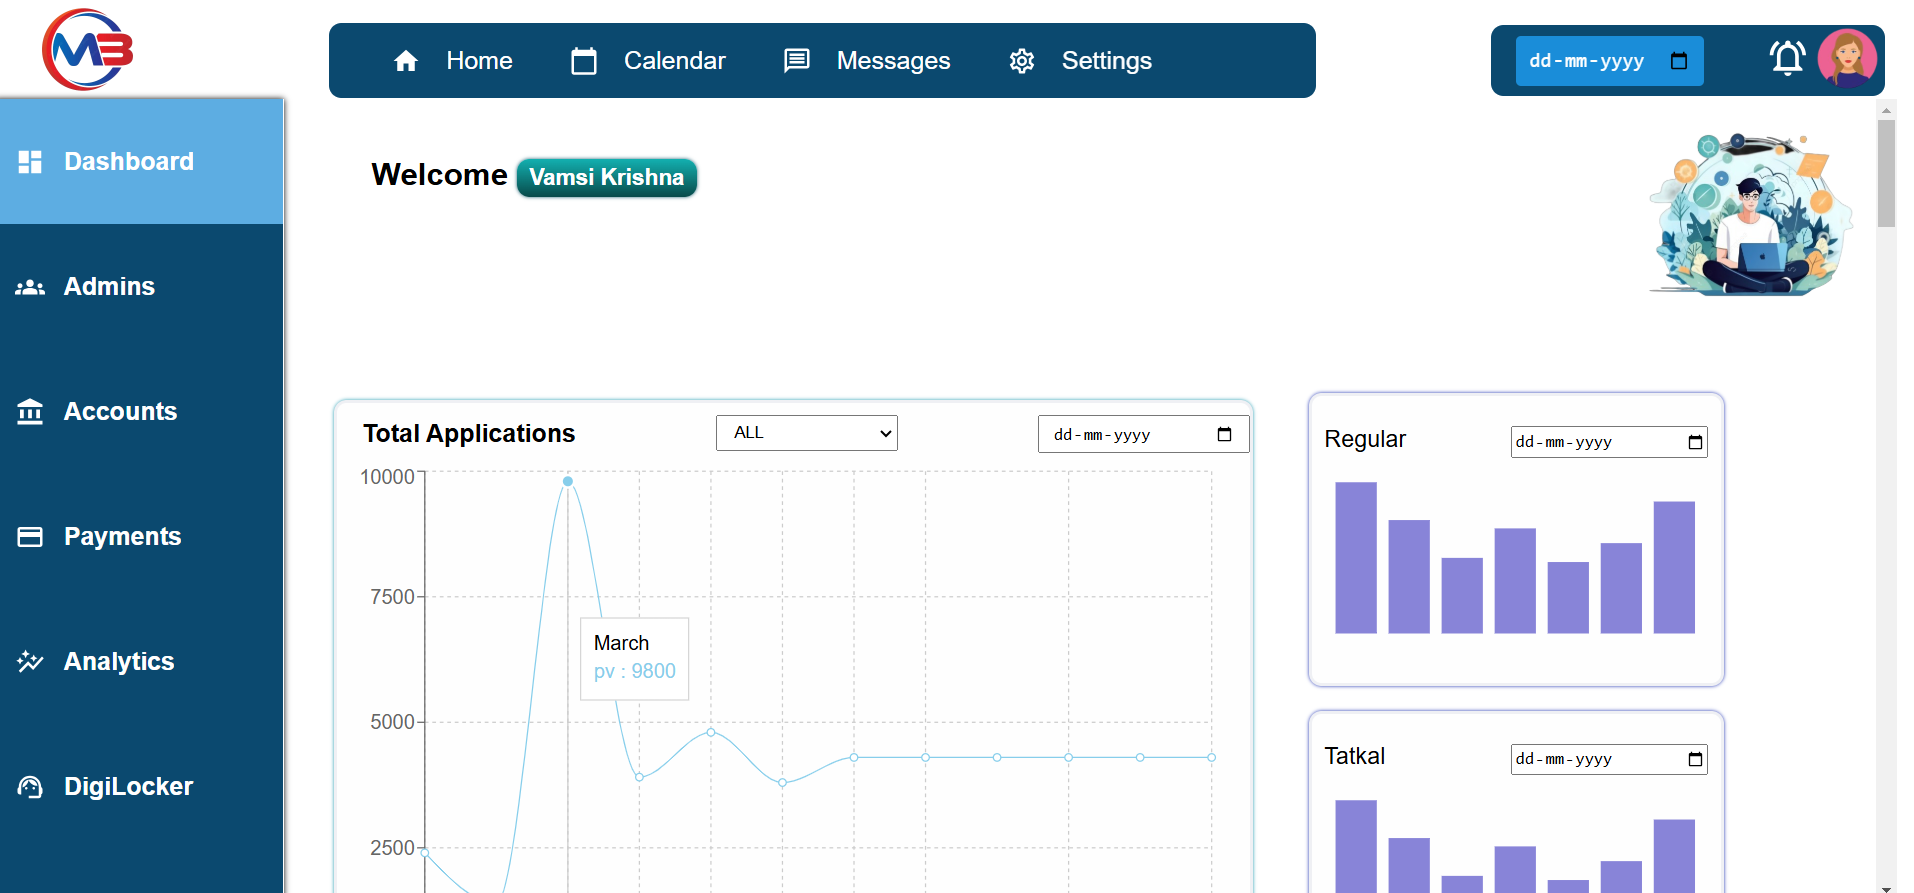 MB
Home Calendar Messages Settings
dd-mm-yyyy
Dashboard
Admins
Accounts
Payments
Analytics
DigiLocker
Welcome Vamsi Krishna
Total Applications
ALL
dd-mm-yyyy
10000
7500
5000
2500
March
pv : 9800
Regular
dd-mm-yyyy
Tatkal
dd-mm-yyyy